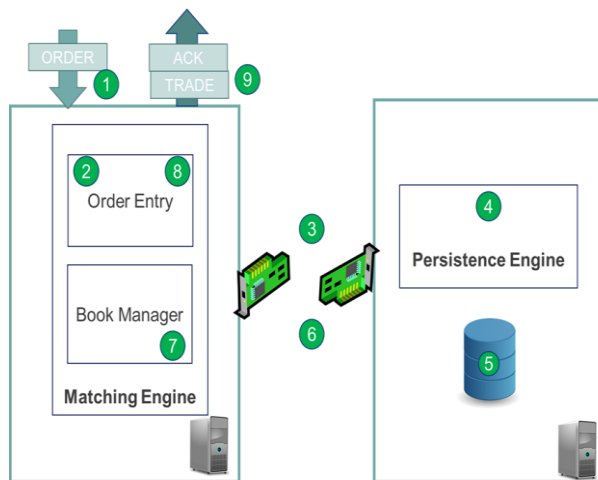 ORDER
1
ACK
TRADE
9
2
8
Order Entry
3
4
Persistence Engine
Book Manager
7
6
5
Matching Engine